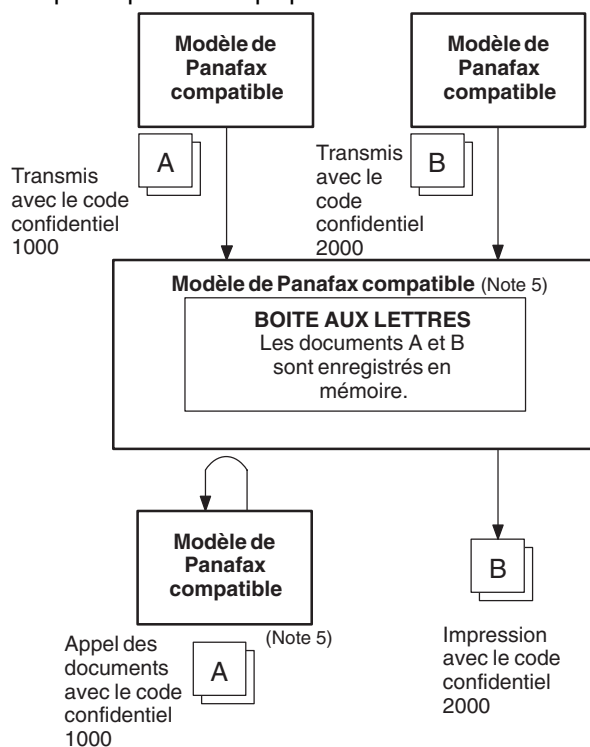 Modèle de
Panafax
compatible
Modèle de
Panafax
compatible
A
Transmis
avec le code
confidentiel
1000
B
Transmis
avec le
code
confidentiel
2000
Modèle de Panafax compatible (Note 5)
BOITE AUX LETTRES
Les documents A et B
sont enregistrés en
mémoire.
Modèle de
Panafax
compatible
(Note 5)
Appel des
documents
avec le code
confidentiel
1000
A
B
Impression
avec le code
confidentiel
2000